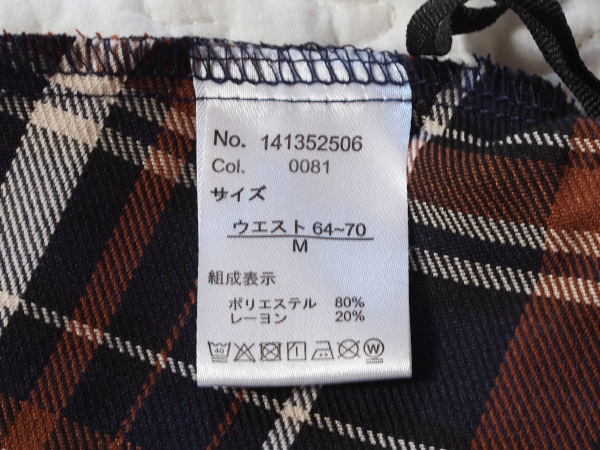 No. 141352506
Col. 0081
サイズ
ウエスト 64~70
M
組成表示
ポリエステル 80%
レーヨン 20%
40 W